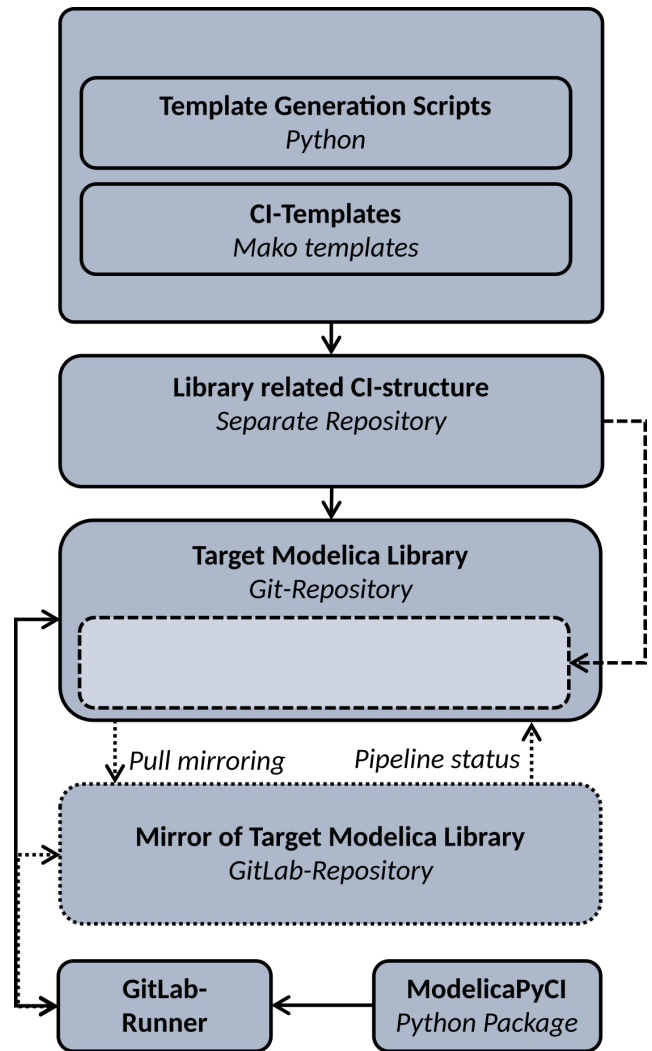 Template Generation Scripts
Python
CI-Templates
Mako templates
Library related CI-structure
Separate Repository
Target Modelica Library
Git-Repository
Pull mirroring
Pipeline status
Mirror of Target Modelica Library
GitLab-Repository
GitLab-
Runner
ModelicaPyCI
Python Package